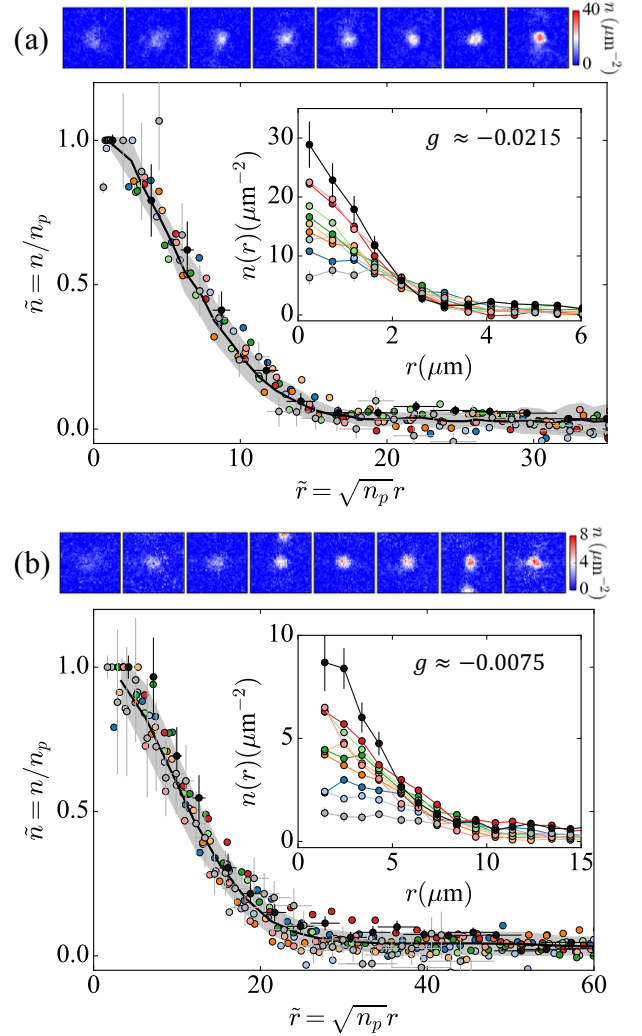 (a)
40
0
n (μm⁻²)
1.0
0.5
0.0
ñ = n/n_p
0 10 20 30
r̃ = √n_p r
30
20
10
0
n(r)(μm⁻²)
g ≈ −0.0215
0 2 4 6
r(μm)
(b)
8
4
0
n (μm⁻²)
1.0
0.5
0.0
ñ = n/n_p
0 20 40 60
r̃ = √n_p r
10
5
0
n(r)(μm⁻²)
g ≈ −0.0075
0 5 10 15
r(μm)